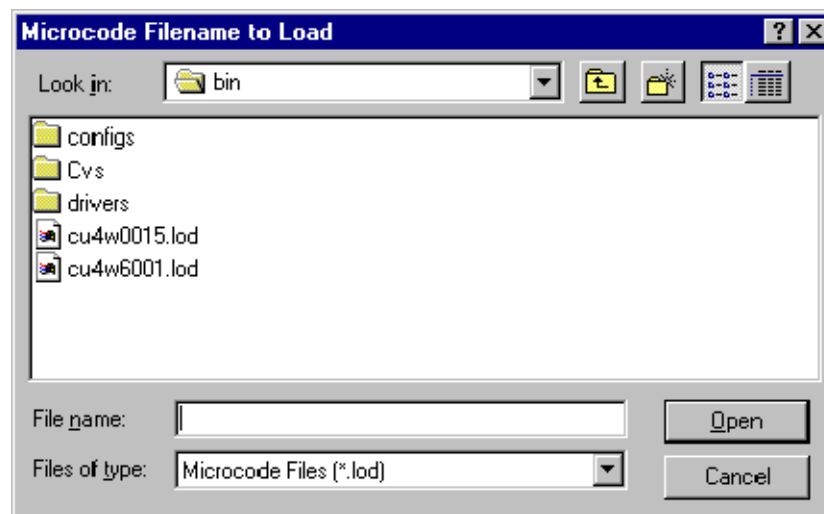 Microcode Filename to Load
Look in: bin
configs
Cvs
drivers
cu4w0015.lod
cu4w6001.lod
File name: Open
Files of type: Microcode Files (*.lod) Cancel